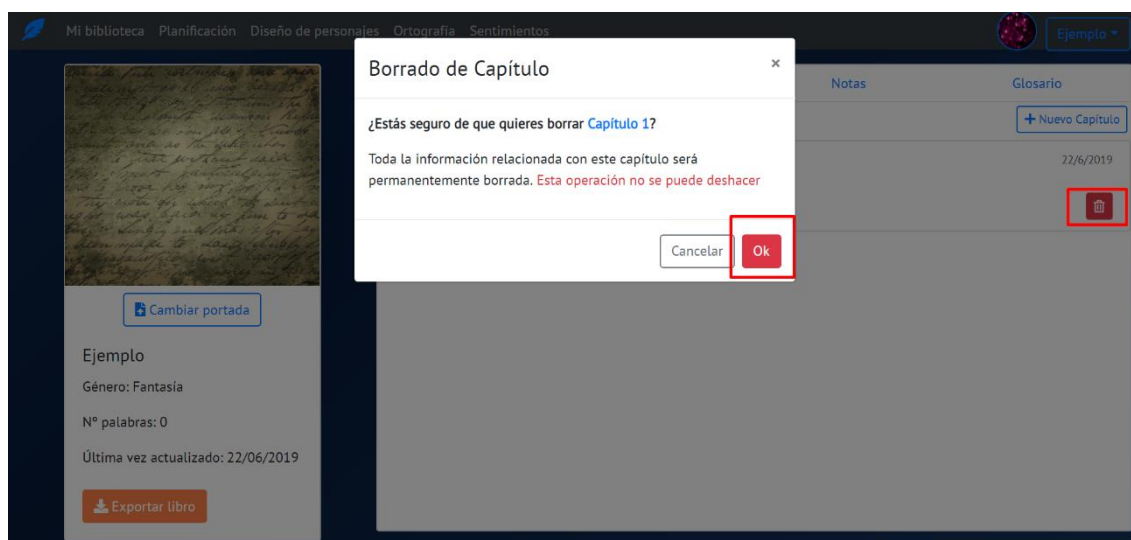 Mi biblioteca Planificación Diseño de personajes Ortografía Sentimientos
Ejemplo
Borrado de Capítulo
×
¿Estás seguro de que quieres borrar Capítulo 1?
Toda la información relacionada con este capítulo será
permanentemente borrada. Esta operación no se puede deshacer
Cancelar
Ok
Notas
Glosario
+ Nuevo Capítulo
22/6/2019
Cambiar portada
Ejemplo
Género: Fantasía
Nº palabras: 0
Última vez actualizado: 22/06/2019
Exportar libro